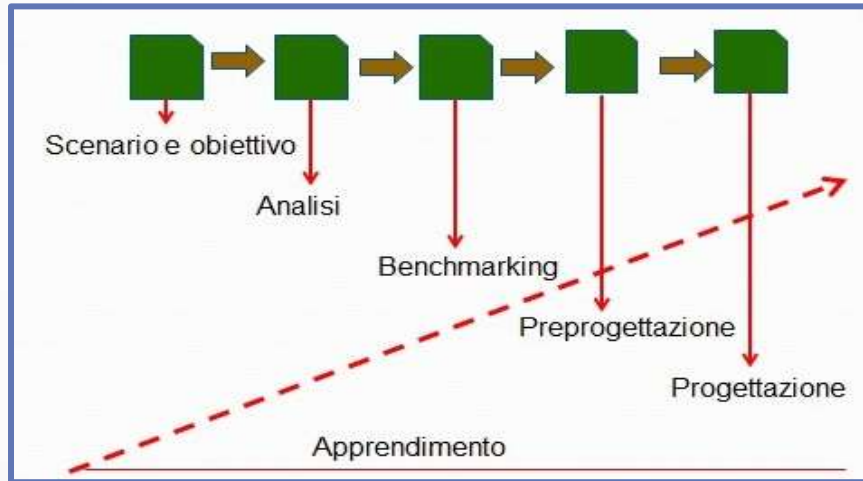 Scenario e obiettivo
Analisi
Benchmarking
Preprogettazione
Progettazione
Apprendimento